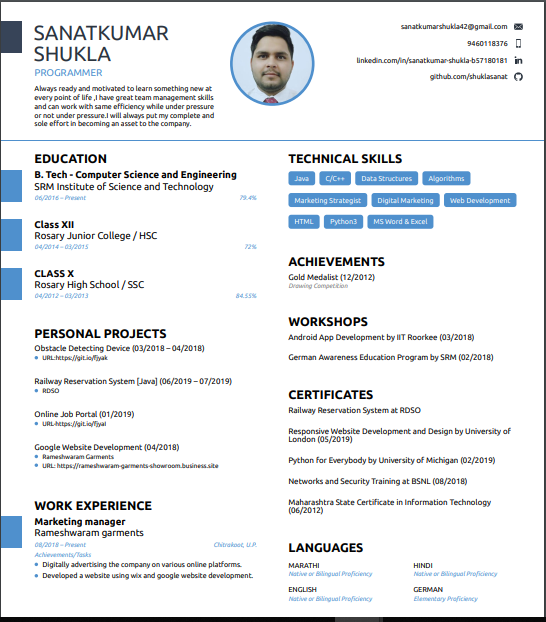 SANATKUMAR
SHUKLA
PROGRAMMER
Always ready and motivated to learn something new at
every point of life ,I have great team management skills
and can work with same efficiency while under pressure
or not under pressure.I will always put my complete and
sole effort in becoming an asset to the company.
sanatkumarshukla42@gmail.com
9460118376
linkedin.com/in/sanatkumar-shukla-b57180181
github.com/shuklasanat
EDUCATION
B. Tech - Computer Science and Engineering
SRM Institute of Science and Technology
06/2016 – Present 79.4%
Class XII
Rosary Junior College / HSC
04/2014 – 03/2015 72%
CLASS X
Rosary High School / SSC
04/2012 – 03/2013 84.55%
PERSONAL PROJECTS
Obstacle Detecting Device (03/2018 – 04/2018)
URL:https://git.io/fjyak
Railway Reservation System [Java] (06/2019 – 07/2019)
RDSO
Online Job Portal (01/2019)
URL-https://git.io/fjyal
Google Website Development (04/2018)
Rameshwaram Garments
URL: https://rameshwaram-garments-showroom.business.site
WORK EXPERIENCE
Marketing manager
Rameshwaram garments
08/2018 – Present Chitrakoot, U.P.
Achievements/Tasks
Digitally advertising the company on various online platforms.
Developed a website using wix and google website development.
TECHNICAL SKILLS
Java C/C++ Data Structures Algorithms
Marketing Strategist Digital Marketing Web Development
HTML Python3 MS Word & Excel
ACHIEVEMENTS
Gold Medalist (12/2012)
Drawing Competition
WORKSHOPS
Android App Development by IIT Roorkee (03/2018)
German Awareness Education Program by SRM (02/2018)
CERTIFICATES
Railway Reservation System at RDSO
Responsive Website Development and Design by University of
London (05/2019)
Python for Everybody by University of Michigan (02/2019)
Networks and Security Training at BSNL (08/2018)
Maharashtra State Certificate in Information Technology
(06/2012)
LANGUAGES
MARATHI HINDI
Native or Bilingual Proficiency Native or Bilingual Proficiency
ENGLISH GERMAN
Native or Bilingual Proficiency Elementary Proficiency